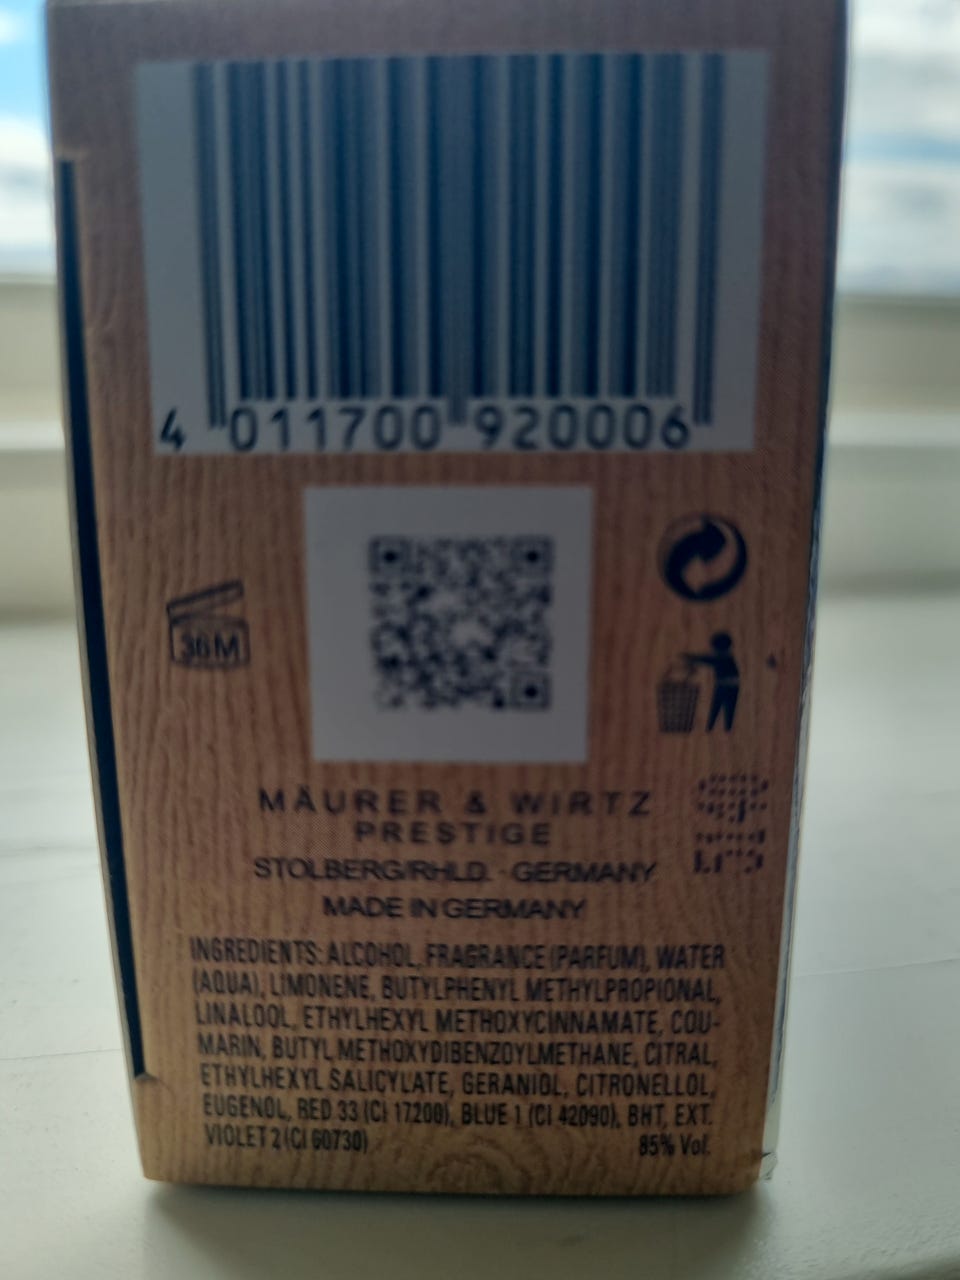 4 011700 920006
36M
MÄURER & WIRTZ
PRESTIGE
STOLBERG/RHLD. · GERMANY
MADE IN GERMANY
INGREDIENTS: ALCOHOL, FRAGRANCE (PARFUM), WATER
(AQUA), LIMONENE, BUTYLPHENYL METHYLPROPIONAL,
LINALOOL, ETHYLHEXYL METHOXYCINNAMATE, COU-
MARIN, BUTYL METHOXYDIBENZOYLMETHANE, CITRAL,
ETHYLHEXYL SALICYLATE, GERANIOL, CITRONELLOL,
EUGENOL, RED 33 (CI 17200), BLUE 1 (CI 42090), BHT, EXT.
VIOLET 2 (CI 60730) 85% Vol.